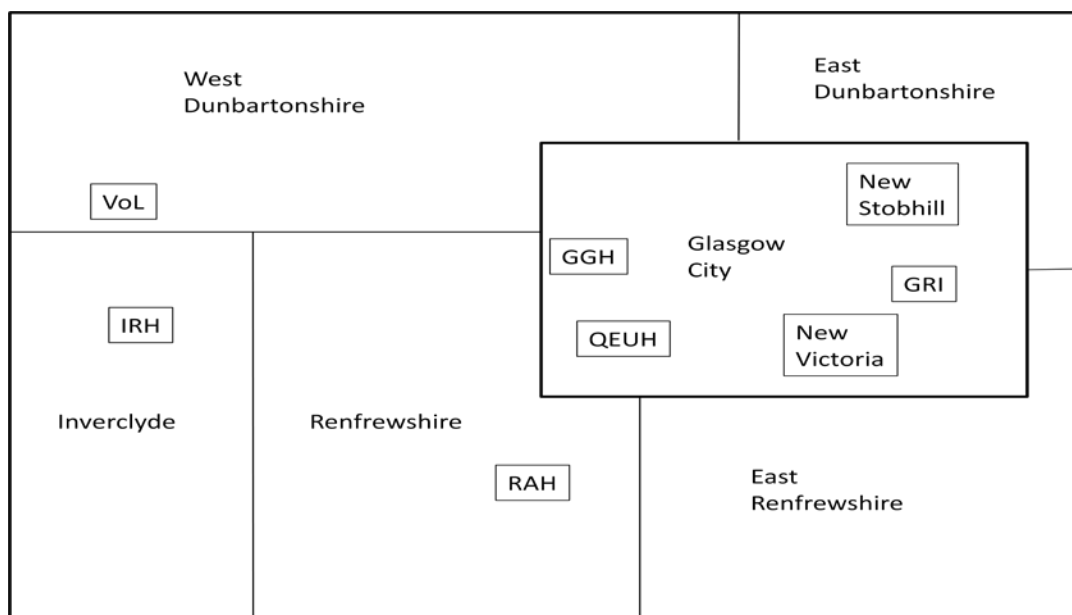 West
Dunbartonshire
East
Dunbartonshire
VoL
New
Stobhill
GGH
Glasgow
City
GRI
IRH
QEUH
New
Victoria
Inverclyde
Renfrewshire
RAH
East
Renfrewshire